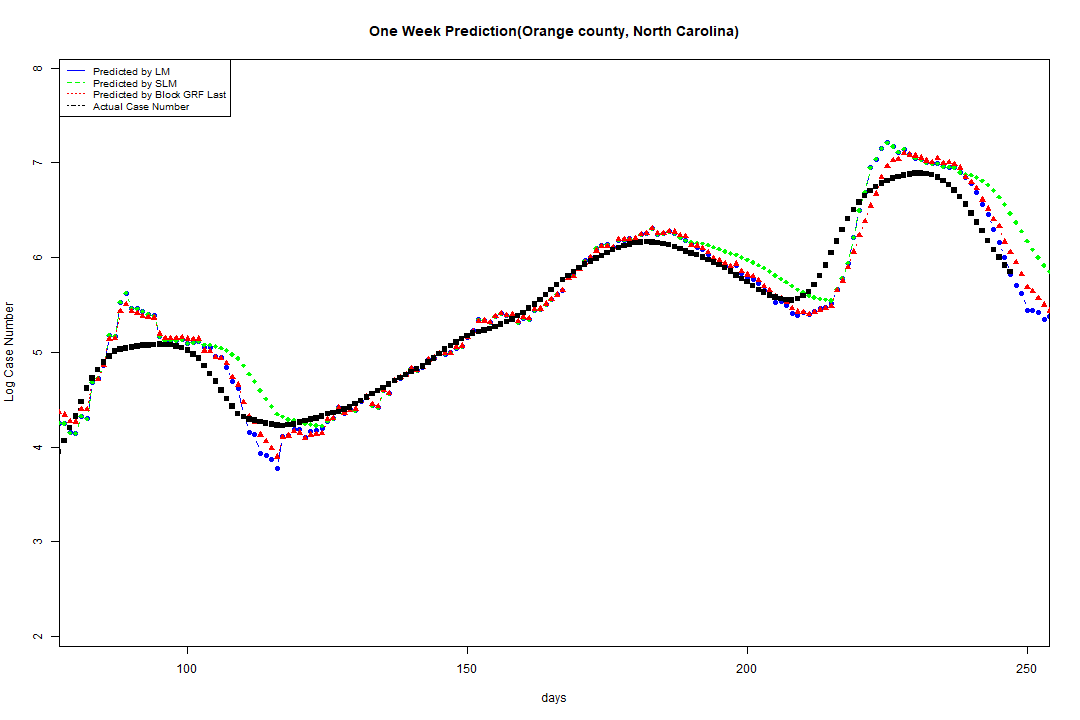 One Week Prediction(Orange county, North Carolina)
Predicted by LM
Predicted by SLM
Predicted by Block GRF Last
Actual Case Number
8
7
6
5
4
3
2
Log Case Number
100
150
200
250
days